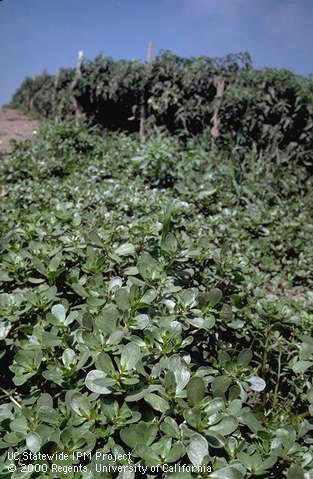 UC Statewide IPM Project
© 2000 Regents, University of California